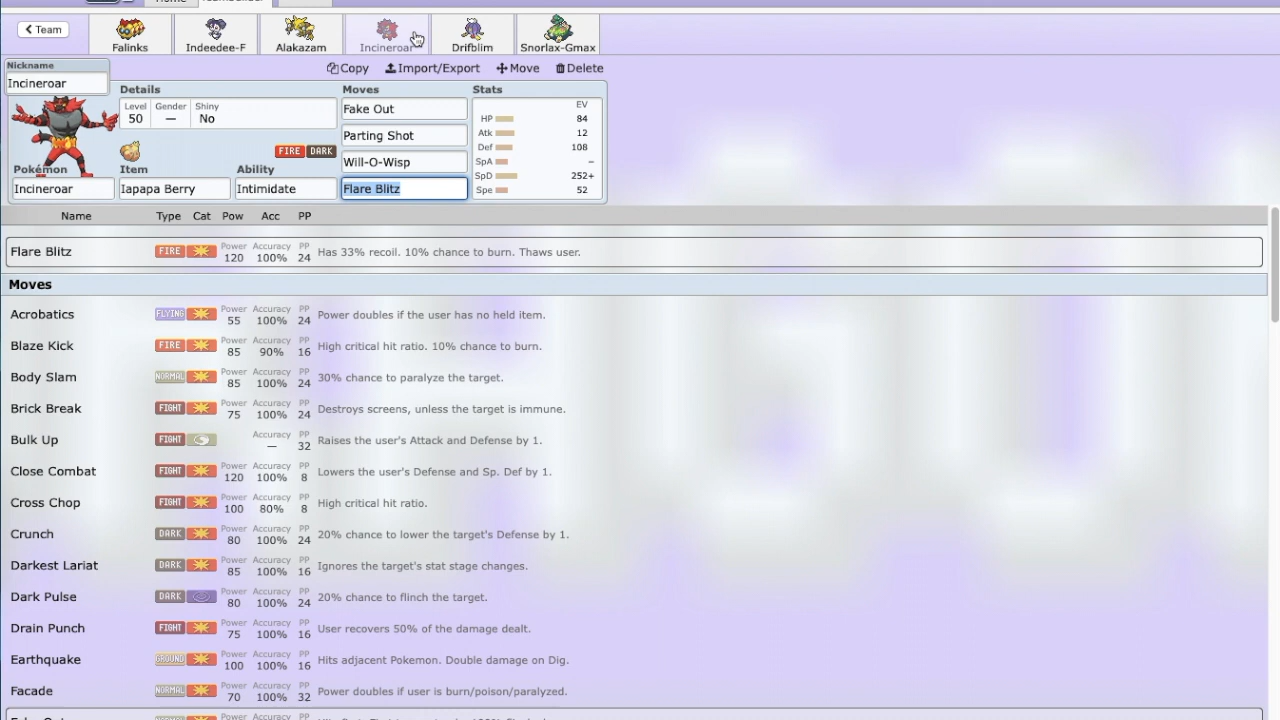 Home
Team
Falinks
Indeedee-F
Alakazam
Incineroar
Drifblim
Snorlax-Gmax
Copy Import/Export Move Delete
Nickname
Incineroar
Details
Level Gender Shiny
50 — No
FIRE DARK
Pokémon
Incineroar
Item
Iapapa Berry
Ability
Intimidate
Moves
Fake Out
Parting Shot
Will-O-Wisp
Flare Blitz
Stats
EV
HP 84
Atk 12
Def 108
SpA –
SpD 252+
Spe 52
Name Type Cat Pow Acc PP
Flare Blitz FIRE Power 120 Accuracy 100% PP 24 Has 33% recoil. 10% chance to burn. Thaws user.
Moves
Acrobatics FLYING Power 55 Accuracy 100% PP 24 Power doubles if the user has no held item.
Blaze Kick FIRE Power 85 Accuracy 90% PP 16 High critical hit ratio. 10% chance to burn.
Body Slam NORMAL Power 85 Accuracy 100% PP 24 30% chance to paralyze the target.
Brick Break FIGHT Power 75 Accuracy 100% PP 24 Destroys screens, unless the target is immune.
Bulk Up FIGHT Accuracy — PP 32 Raises the user's Attack and Defense by 1.
Close Combat FIGHT Power 120 Accuracy 100% PP 8 Lowers the user's Defense and Sp. Def by 1.
Cross Chop FIGHT Power 100 Accuracy 80% PP 8 High critical hit ratio.
Crunch DARK Power 80 Accuracy 100% PP 24 20% chance to lower the target's Defense by 1.
Darkest Lariat DARK Power 85 Accuracy 100% PP 16 Ignores the target's stat stage changes.
Dark Pulse DARK Power 80 Accuracy 100% PP 24 20% chance to flinch the target.
Drain Punch FIGHT Power 75 Accuracy 100% PP 16 User recovers 50% of the damage dealt.
Earthquake GROUND Power 100 Accuracy 100% PP 16 Hits adjacent Pokemon. Double damage on Dig.
Facade NORMAL Power 70 Accuracy 100% PP 32 Power doubles if user is burn/poison/paralyzed.
Power Accuracy PP